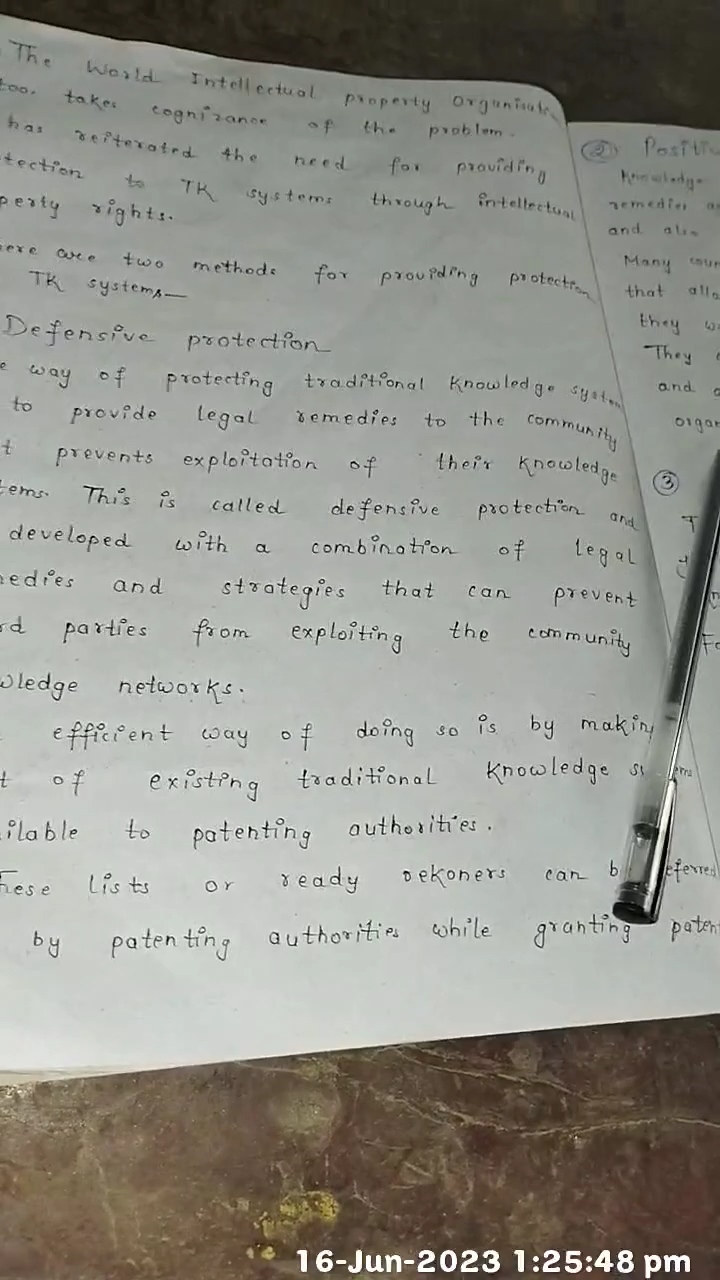 The World Intellectual property Organisatio
too, takes cognizance of the problem.
has reiterated the need for providing
tection to TK systems through intellectual
perty rights.
ere are two methods for providing protection
TK systems—
Defensive protection
e way of protecting traditional knowledge system
to provide legal remedies to the community
t prevents exploitation of their knowledge
tems. This is called defensive protection and
developed with a combination of legal
medies and strategies that can prevent
rd parties from exploiting the community
wledge networks.
efficient way of doing so is by making
t of existing traditional knowledge
ilable to patenting authorities.
hese lists or ready rekoners can b eferred
by patenting authorities while granting paten
② Positiv
Knowledge
remedies a
and also
Many coun
that allo
they w
They
and
organ
③
T
16-Jun-2023 1:25:48 pm